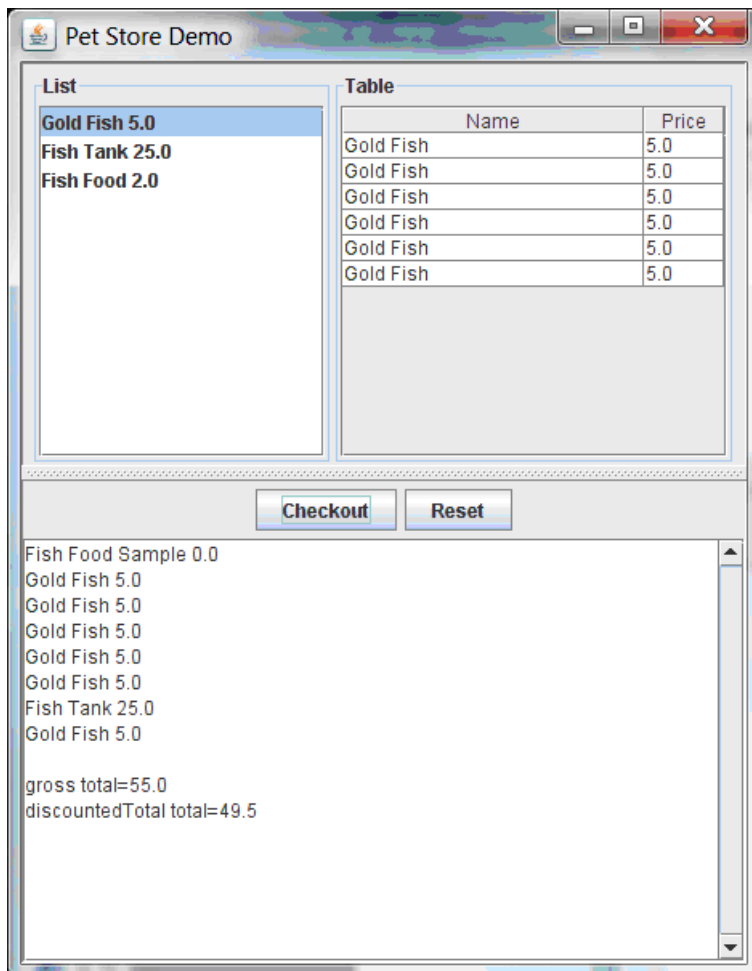 Pet Store Demo
List
Gold Fish 5.0
Fish Tank 25.0
Fish Food 2.0
Table
Name Price
Gold Fish 5.0
Gold Fish 5.0
Gold Fish 5.0
Gold Fish 5.0
Gold Fish 5.0
Gold Fish 5.0
Checkout Reset
Fish Food Sample 0.0
Gold Fish 5.0
Gold Fish 5.0
Gold Fish 5.0
Gold Fish 5.0
Gold Fish 5.0
Fish Tank 25.0
Gold Fish 5.0
gross total=55.0
discountedTotal total=49.5